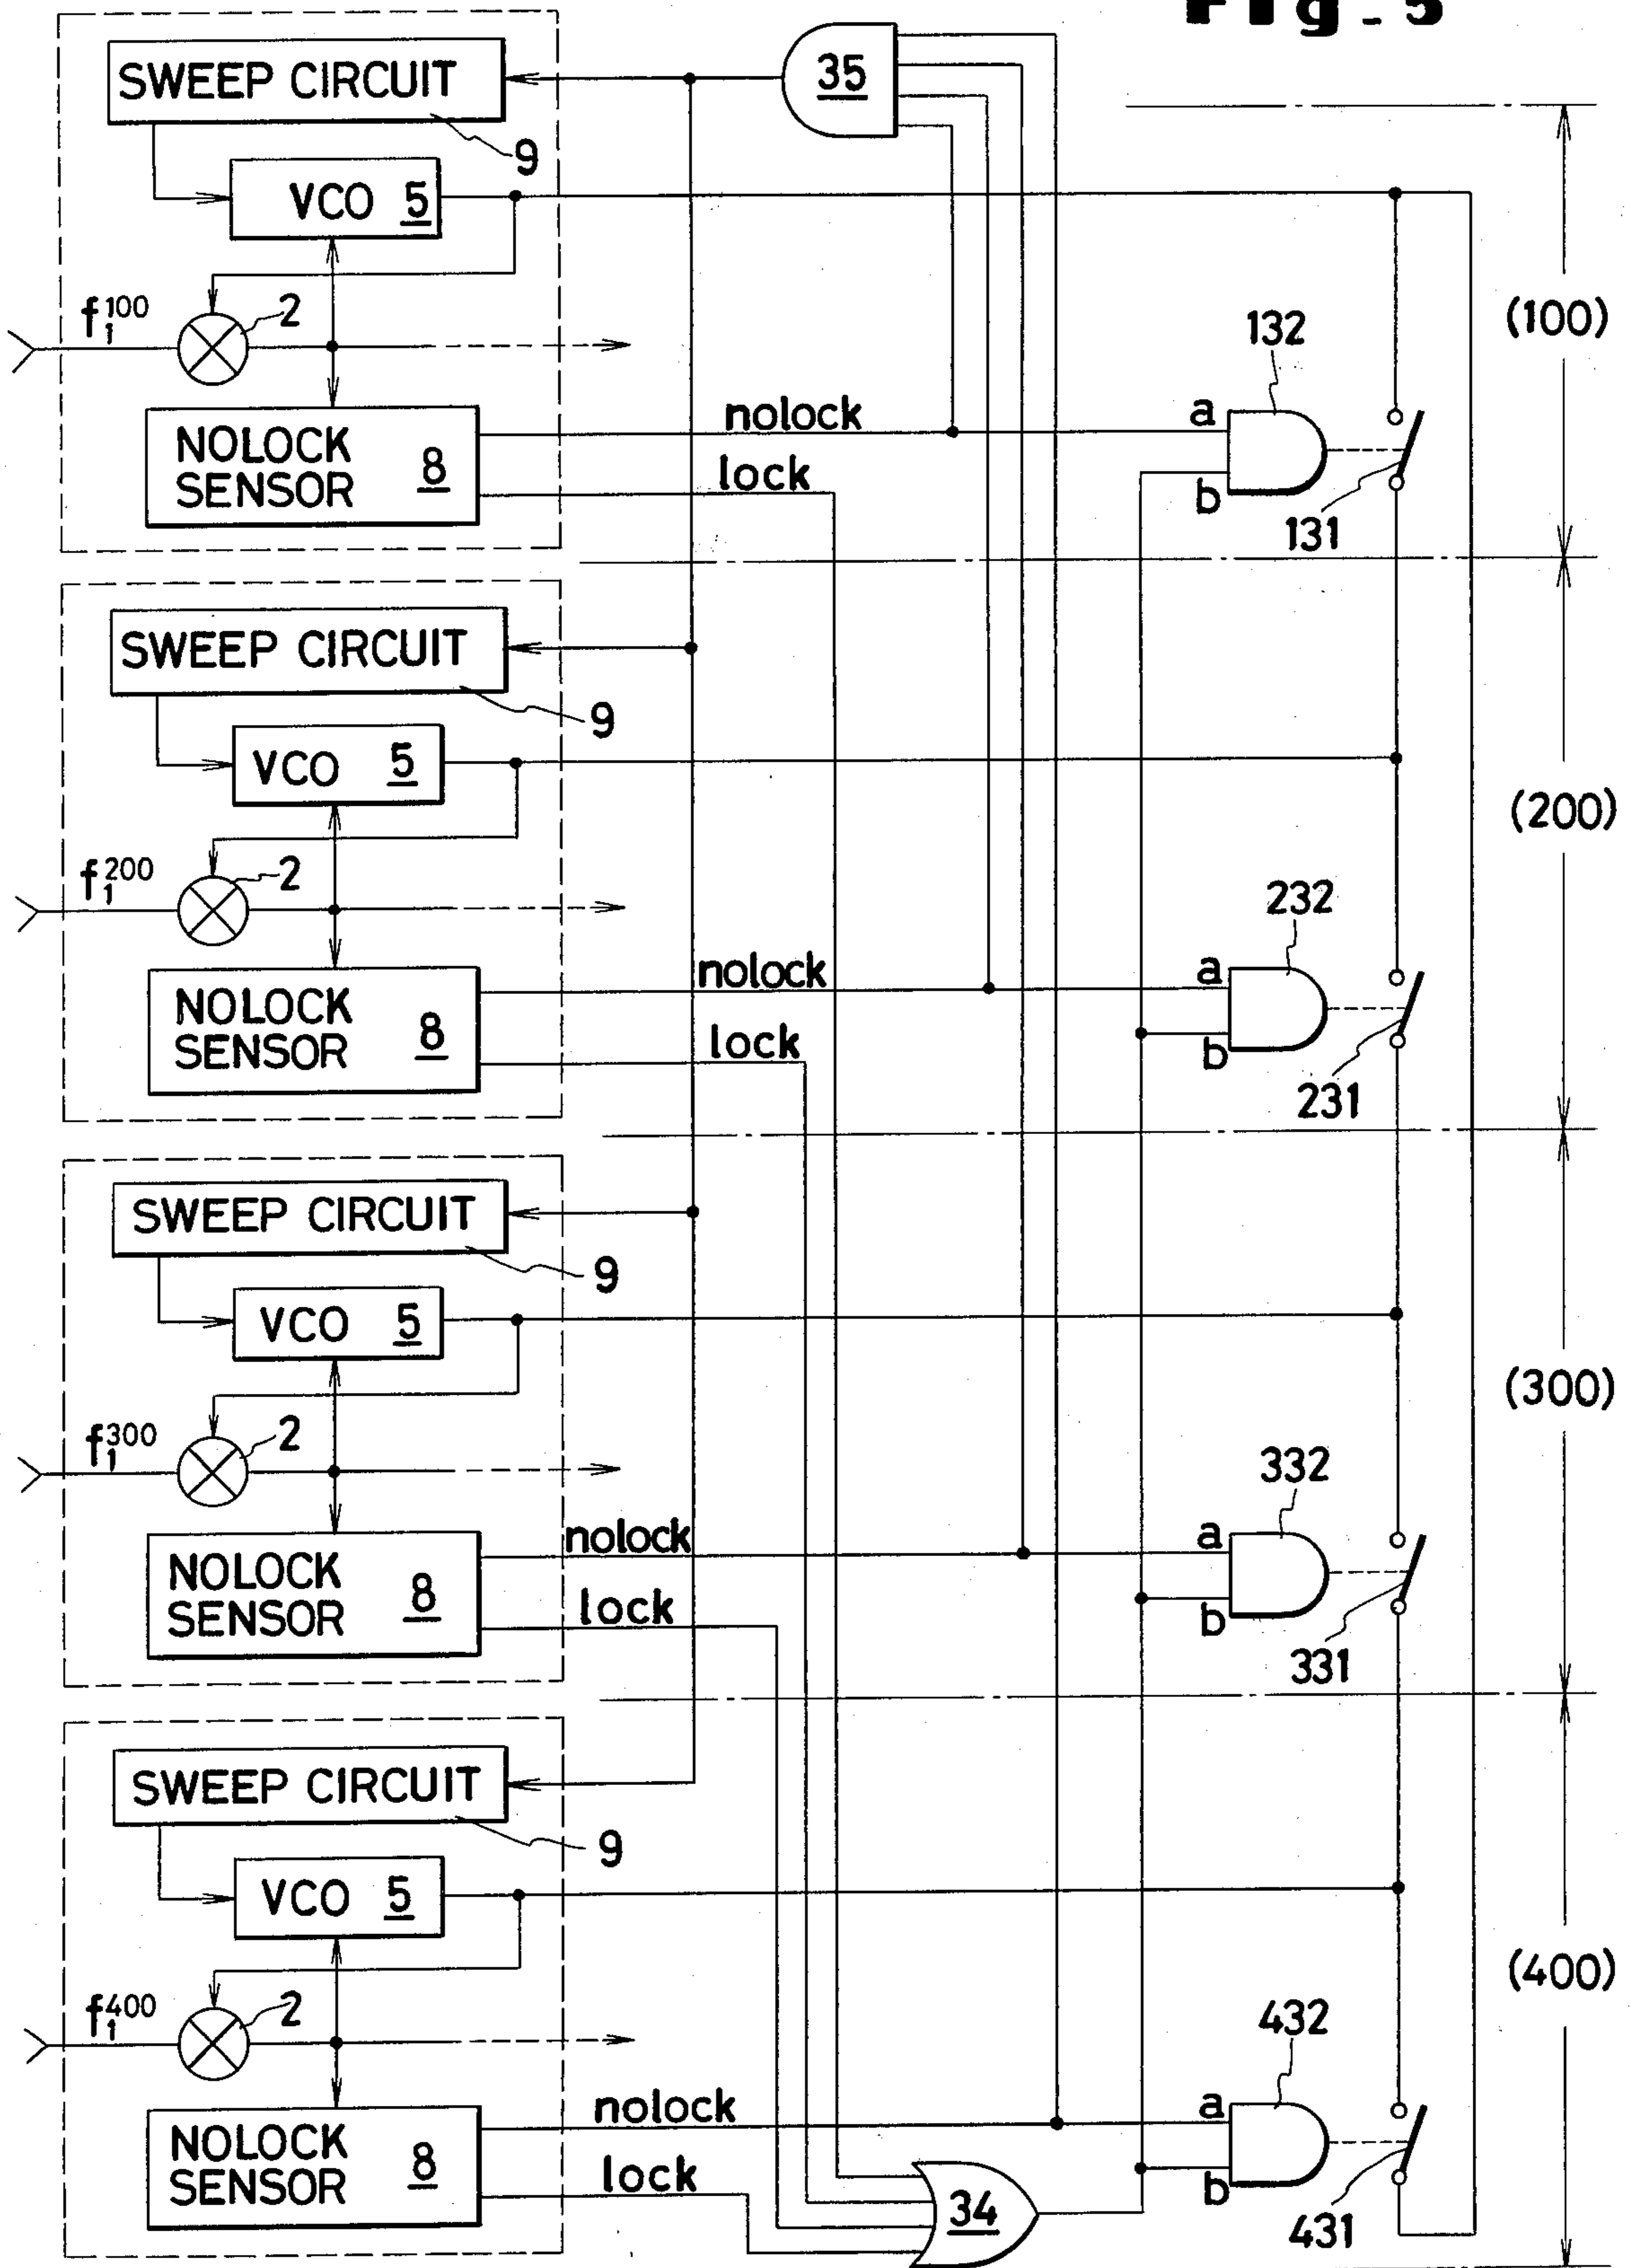 Fig. 5
SWEEP CIRCUIT
35
9
VCO 5
f₁¹⁰⁰
2
132
(100)
nolock
a
NOLOCK
SENSOR 8
lock
b
131
SWEEP CIRCUIT
9
VCO 5
(200)
f₁²⁰⁰
2
232
nolock
a
NOLOCK
SENSOR 8
lock
b
231
SWEEP CIRCUIT
9
VCO 5
(300)
f₁³⁰⁰
2
332
nolock
a
NOLOCK
SENSOR 8
lock
b
331
SWEEP CIRCUIT
9
VCO 5
(400)
f₁⁴⁰⁰
2
432
nolock
a
NOLOCK
SENSOR 8
lock
b
34
431